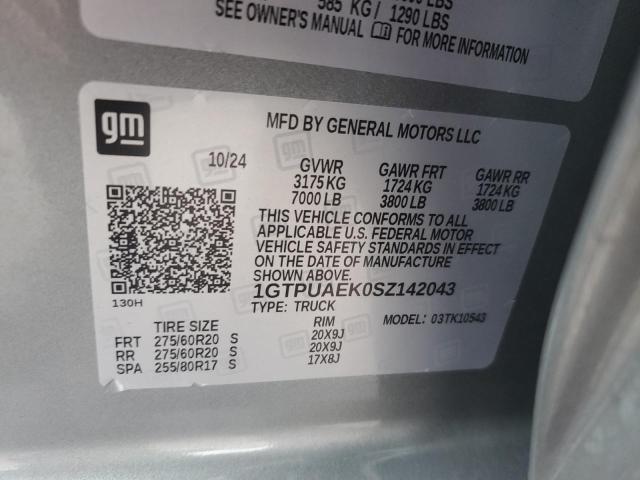 LBS
585 KG / 1290 LBS
SEE OWNER'S MANUAL FOR MORE INFORMATION
gm
MFD BY GENERAL MOTORS LLC
10/24 GVWR GAWR FRT GAWR RR
3175 KG 1724 KG 1724 KG
7000 LB 3800 LB 3800 LB
THIS VEHICLE CONFORMS TO ALL
APPLICABLE U.S. FEDERAL MOTOR
VEHICLE SAFETY STANDARDS IN EFFECT
ON THE DATE OF MANUFACTURE
SHOWN ABOVE.
130H
1GTPUAEK0SZ142043
TYPE: TRUCK MODEL: 03TK10543
TIRE SIZE RIM
FRT 275/60R20 S 20X9J
RR 275/60R20 S 20X9J
SPA 255/80R17 S 17X8J